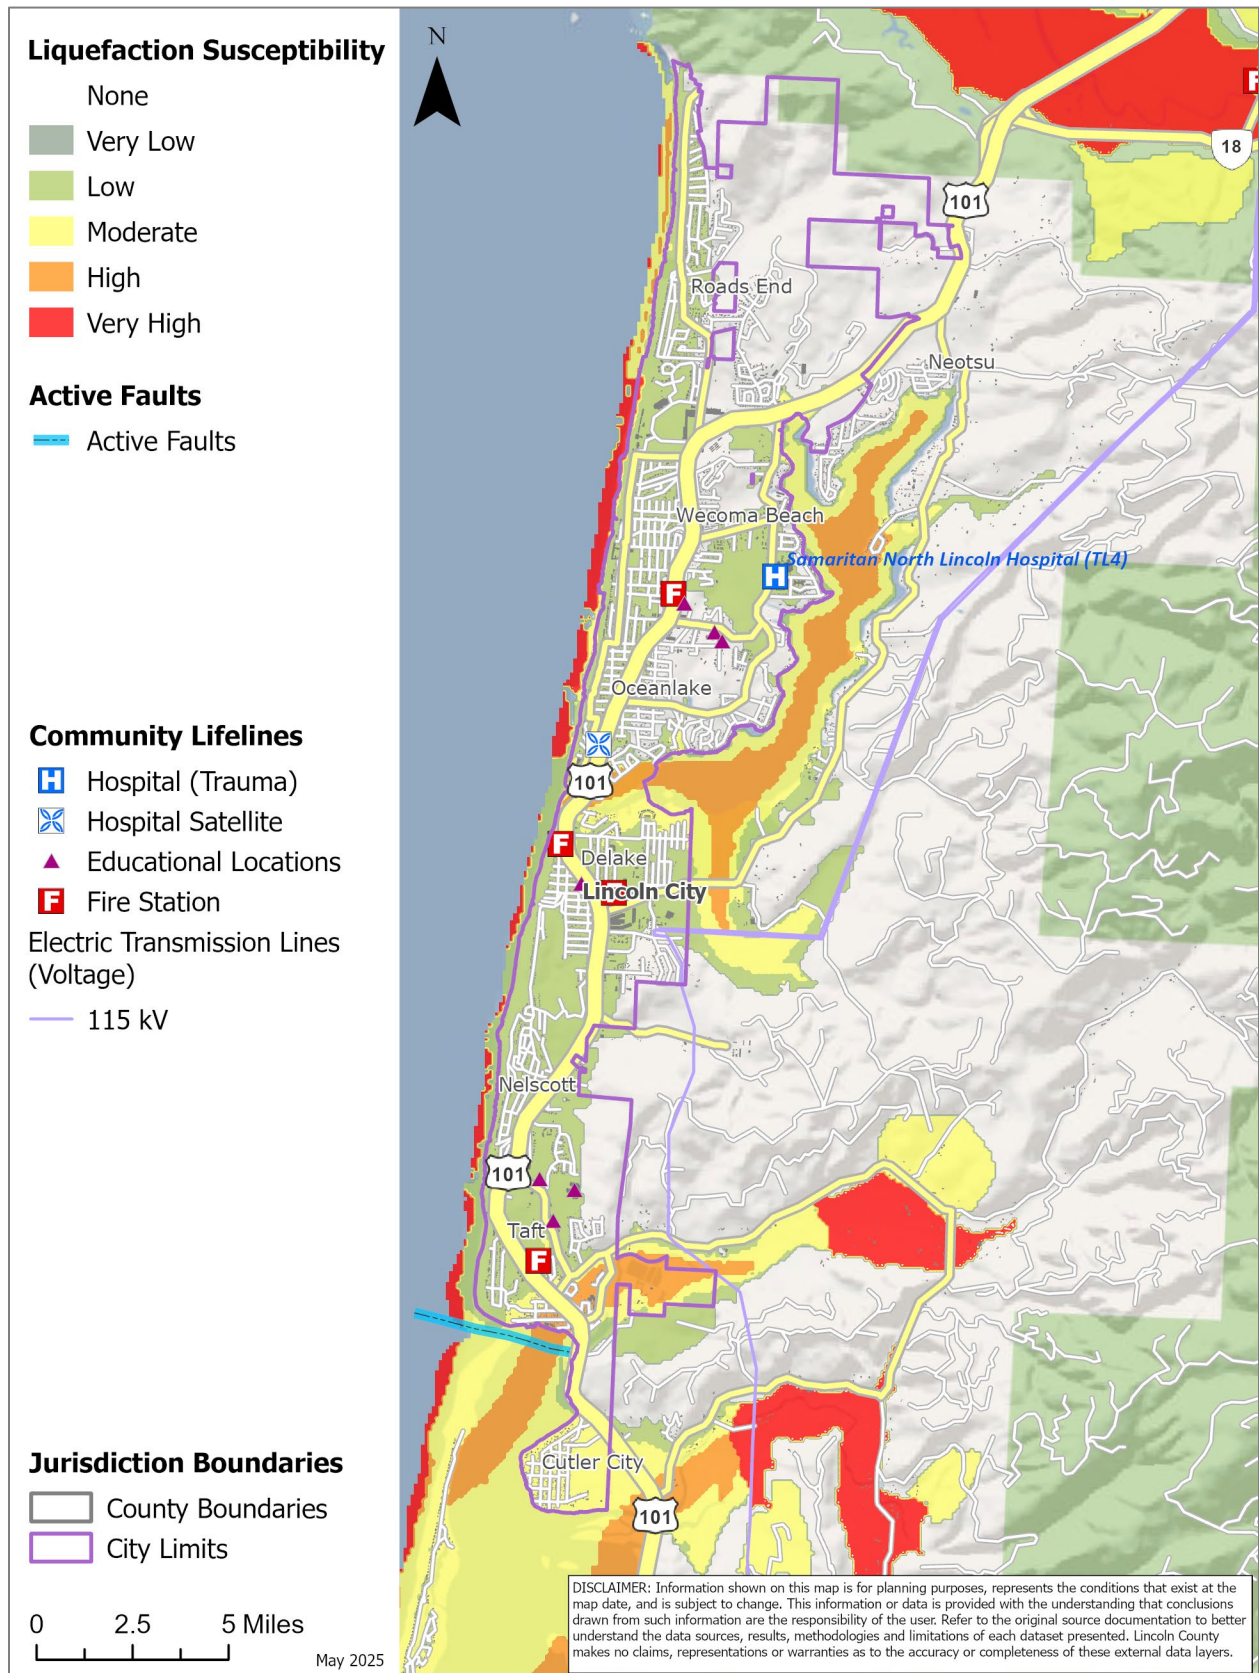 Liquefaction Susceptibility
None
Very Low
Low
Moderate
High
Very High
Active Faults
Active Faults
Community Lifelines
H Hospital (Trauma)
Hospital Satellite
Educational Locations
F Fire Station
Electric Transmission Lines
(Voltage)
115 kV
Jurisdiction Boundaries
County Boundaries
City Limits
0 2.5 5 Miles
May 2025
N
F
18
101
Roads End
Neotsu
Wecoma Beach
Samaritan North Lincoln Hospital (TL4)
H
F
Oceanlake
101
F
Delake
Lincoln City
Nelscott
101
Taft
F
Cutler City
101
DISCLAIMER: Information shown on this map is for planning purposes, represents the conditions that exist at the
map date, and is subject to change. This information or data is provided with the understanding that conclusions
drawn from such information are the responsibility of the user. Refer to the original source documentation to better
understand the data sources, results, methodologies and limitations of each dataset presented. Lincoln County
makes no claims, representations or warranties as to the accuracy or completeness of these external data layers.